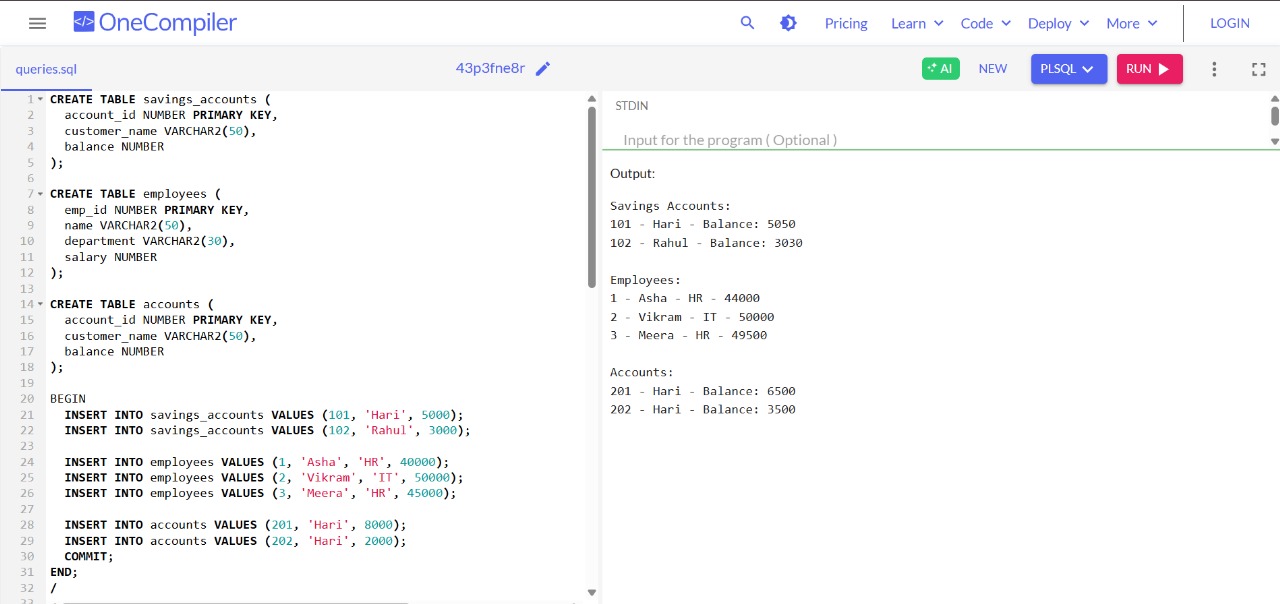 </> OneCompiler
Pricing Learn Code Deploy More LOGIN
queries.sql
43p3fne8r
AI NEW PLSQL RUN
1 CREATE TABLE savings_accounts (
2 account_id NUMBER PRIMARY KEY,
3 customer_name VARCHAR2(50),
4 balance NUMBER
5 );
6
7 CREATE TABLE employees (
8 emp_id NUMBER PRIMARY KEY,
9 name VARCHAR2(50),
10 department VARCHAR2(30),
11 salary NUMBER
12 );
13
14 CREATE TABLE accounts (
15 account_id NUMBER PRIMARY KEY,
16 customer_name VARCHAR2(50),
17 balance NUMBER
18 );
19
20 BEGIN
21 INSERT INTO savings_accounts VALUES (101, 'Hari', 5000);
22 INSERT INTO savings_accounts VALUES (102, 'Rahul', 3000);
23
24 INSERT INTO employees VALUES (1, 'Asha', 'HR', 40000);
25 INSERT INTO employees VALUES (2, 'Vikram', 'IT', 50000);
26 INSERT INTO employees VALUES (3, 'Meera', 'HR', 45000);
27
28 INSERT INTO accounts VALUES (201, 'Hari', 8000);
29 INSERT INTO accounts VALUES (202, 'Hari', 2000);
30 COMMIT;
31 END;
32 /
33
STDIN
Input for the program ( Optional )
Output:
Savings Accounts:
101 - Hari - Balance: 5050
102 - Rahul - Balance: 3030
Employees:
1 - Asha - HR - 44000
2 - Vikram - IT - 50000
3 - Meera - HR - 49500
Accounts:
201 - Hari - Balance: 6500
202 - Hari - Balance: 3500